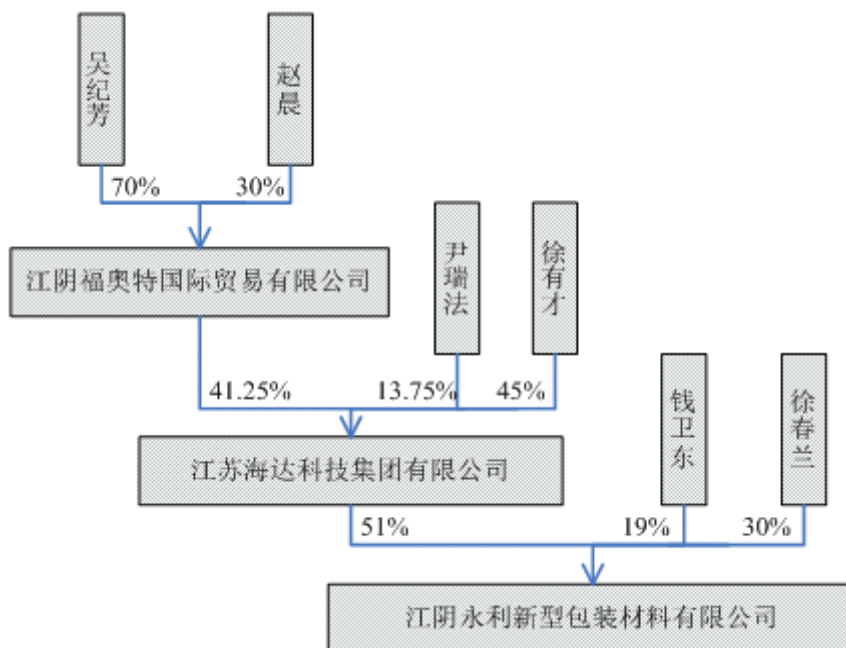 吴纪芳
赵晨
70%
30%
江阴福奥特国际贸易有限公司
尹瑞法
徐有才
41.25%
13.75%
45%
钱卫东
徐春兰
江苏海达科技集团有限公司
51%
19%
30%
江阴永利新型包装材料有限公司